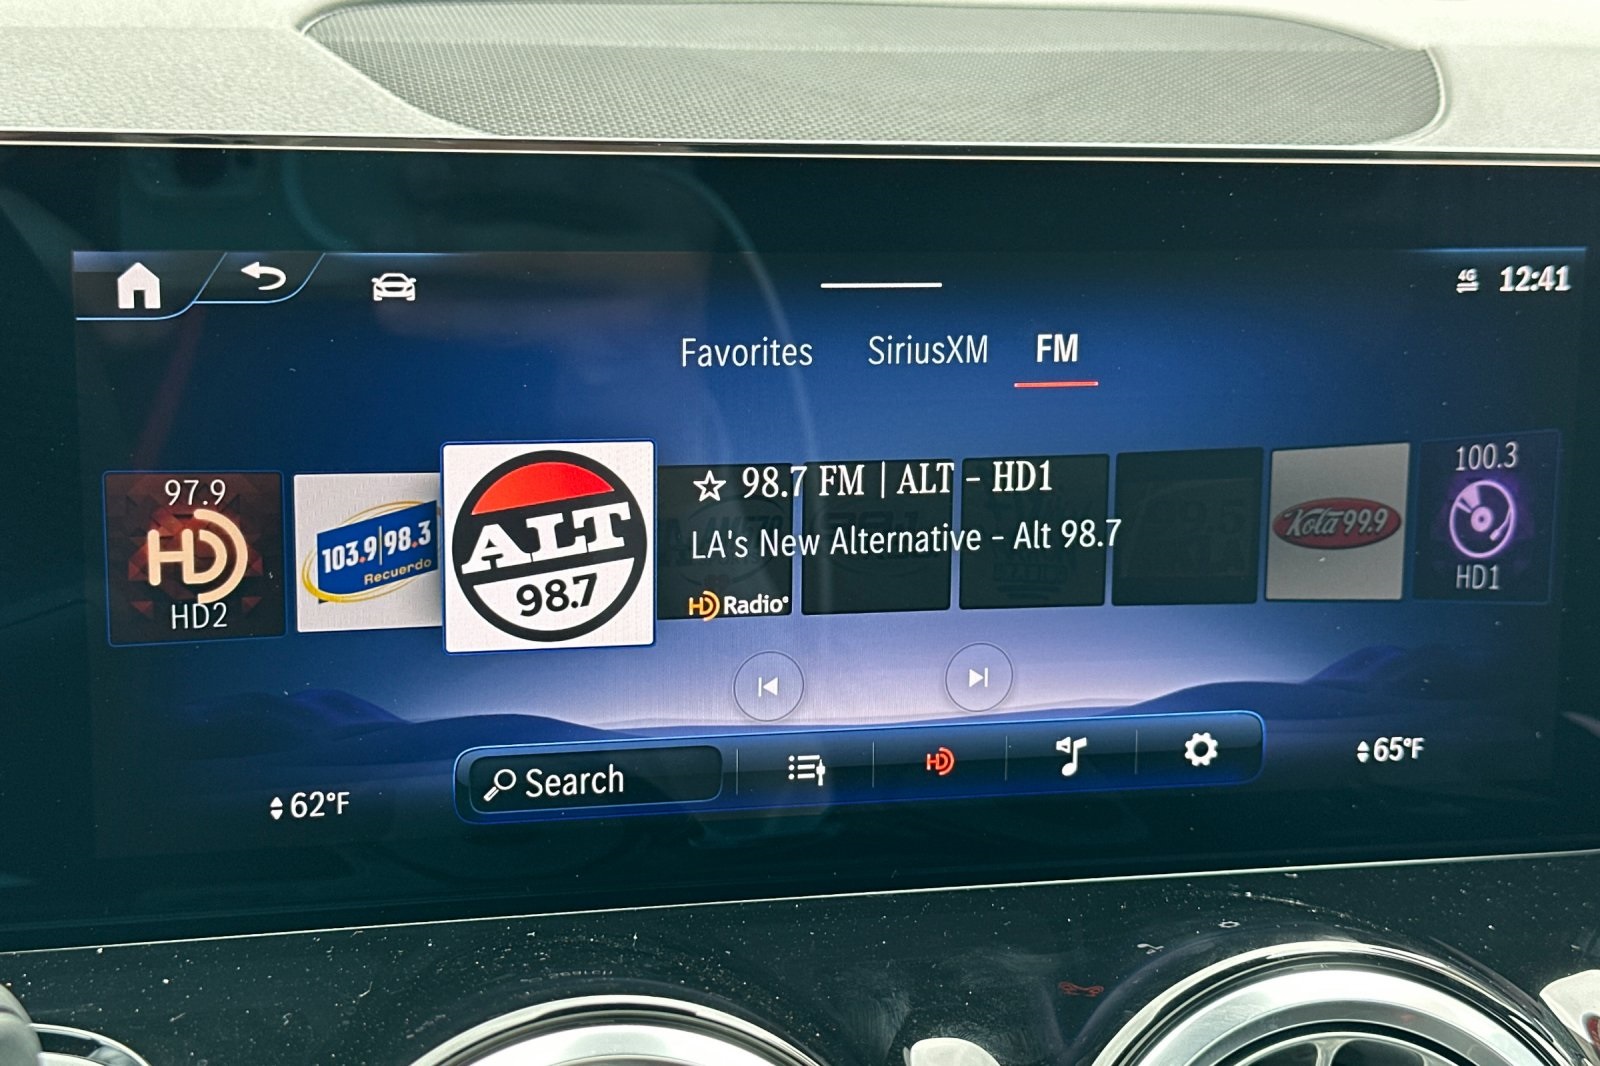 4G 12:41
Favorites SiriusXM FM
97.9
HD
HD2
103.9|98.3
Recuerdo
ALT
98.7
☆ 98.7 FM | ALT - HD1
LA's New Alternative - Alt 98.7
HD Radio®
Kola 99.9
100.3
HD1
62°F
Search
HD
65°F